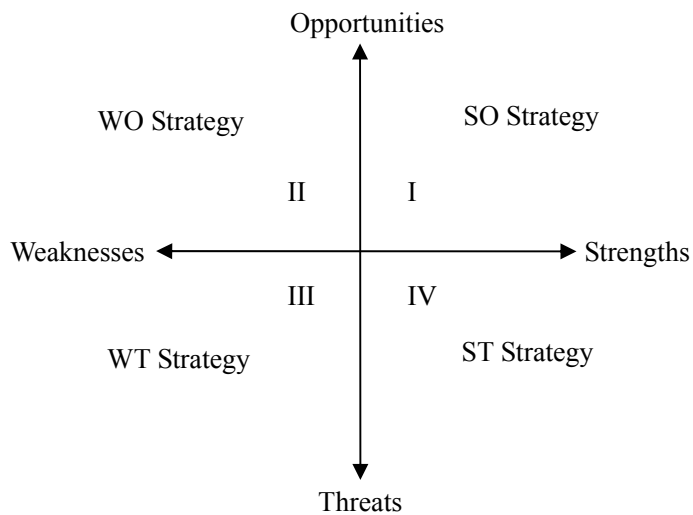 Opportunities
WO Strategy
SO Strategy
II
I
Weaknesses
Strengths
III
IV
WT Strategy
ST Strategy
Threats